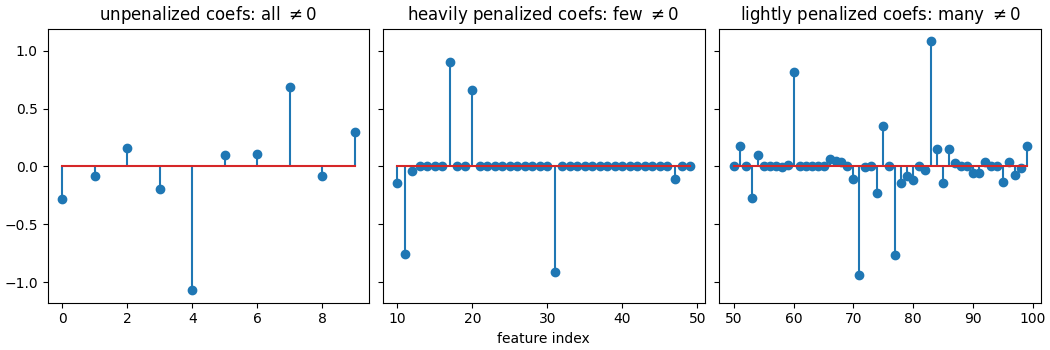 unpenalized coefs: all ≠0
heavily penalized coefs: few ≠0
lightly penalized coefs: many ≠0
1.0
0.5
0.0
−0.5
−1.0
0 2 4 6 8
10 20 30 40 50
50 60 70 80 90 100
feature index